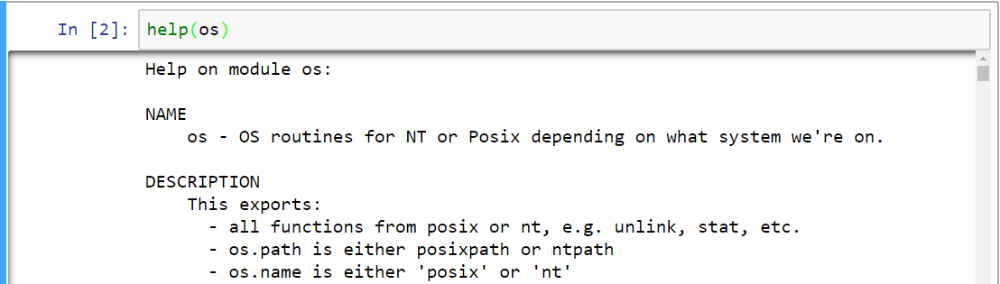 In [2]: help(os)
Help on module os:
NAME
os - OS routines for NT or Posix depending on what system we're on.
DESCRIPTION
This exports:
- all functions from posix or nt, e.g. unlink, stat, etc.
- os.path is either posixpath or ntpath
- os.name is either 'posix' or 'nt'